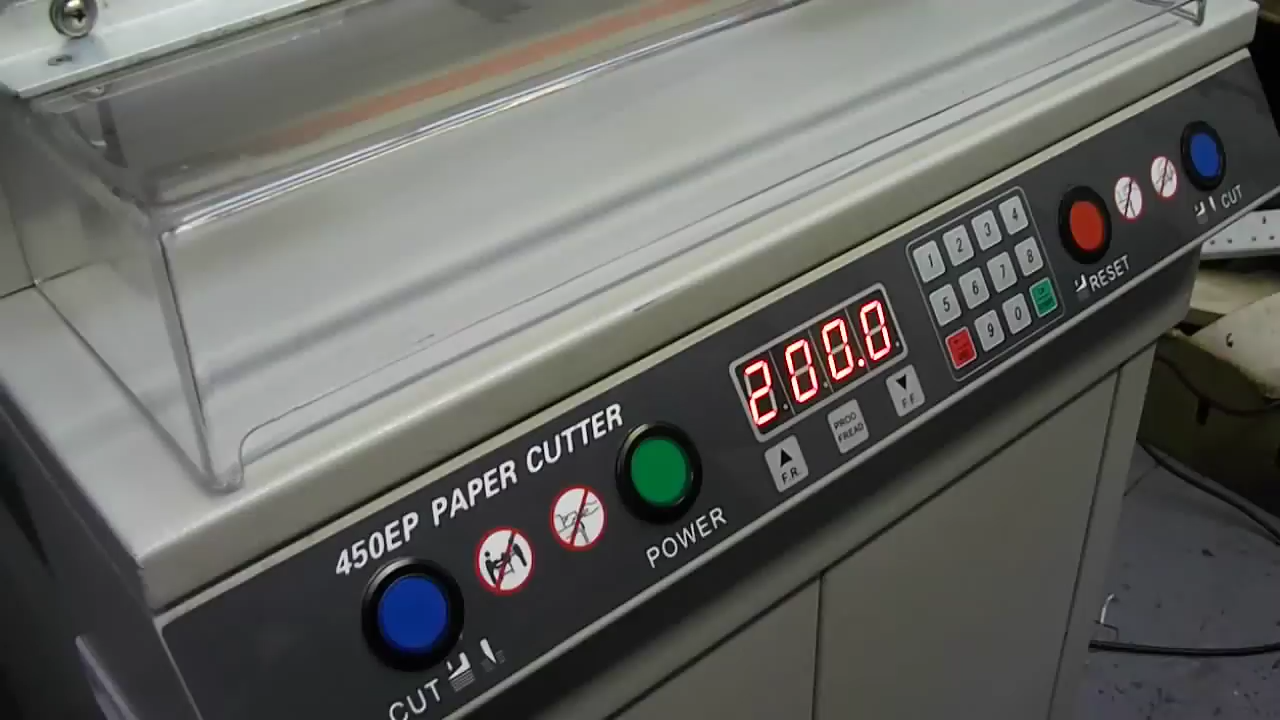 450EP PAPER CUTTER
CUT
POWER
200.0
F.R.
PROG
FREAD
F.F.
1 2 3 4
5 6 7 8
9 0
RESET
CUT